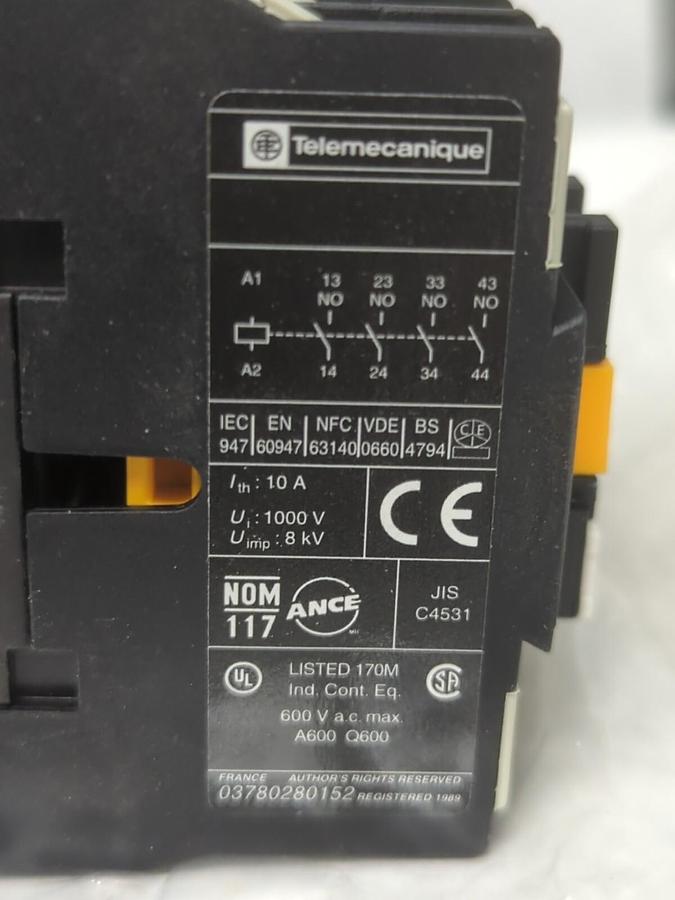 Telemecanique
A1 13 23 33 43
NO NO NO NO
A2 14 24 34 44
IEC EN NFC VDE BS
947 60947 63140 0660 4794 CEE
Ith : 10 A
Ui : 1000 V
Uimp : 8 kV
CE
NOM
117
ANCE
JIS
C4531
UL LISTED 170M SA
Ind. Cont. Eq.
600 V a.c. max.
A600 Q600
FRANCE AUTHOR'S RIGHTS RESERVED
03780280152 REGISTERED 1989